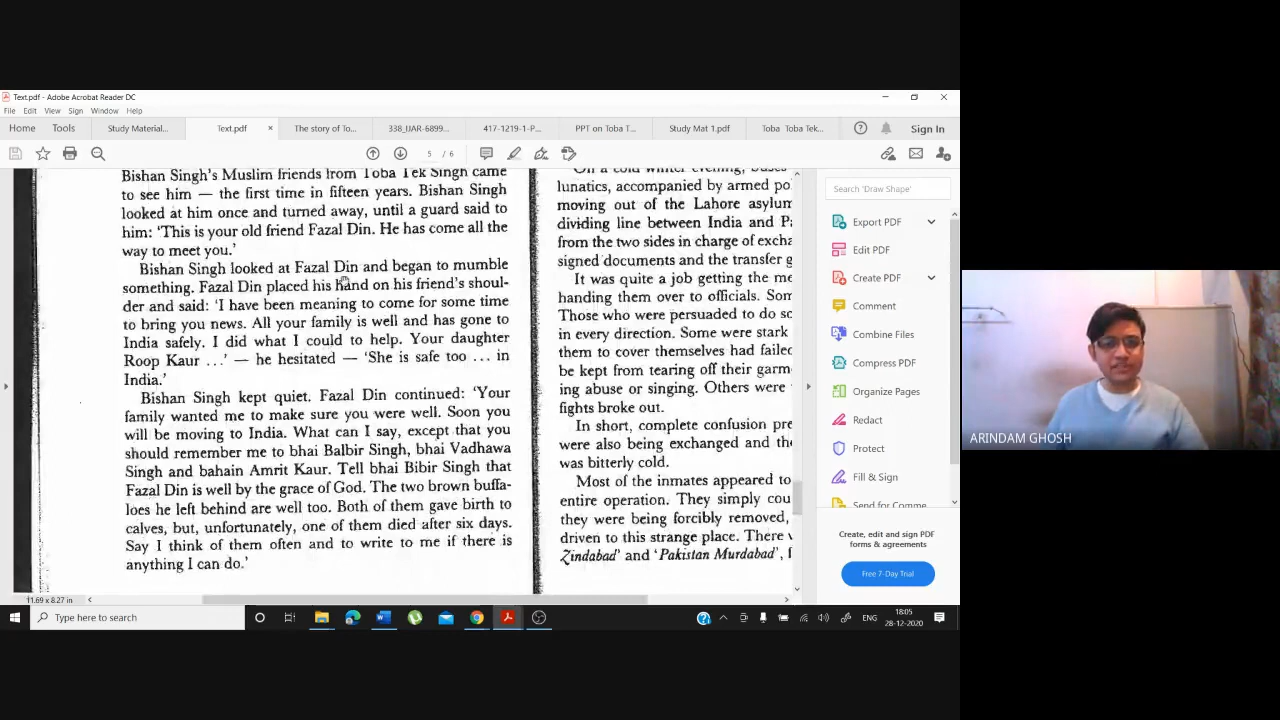 Text.pdf - Adobe Acrobat Reader DC
File Edit View Sign Window Help
Home Tools Study Material... Text.pdf × The story of To... 338_IJAR-6899... 417-1219-1-P... PPT on Toba T... Study Mat 1.pdf Toba Toba Tek... Sign In
5 / 6
Bishan Singh's Muslim friends from Toba Tek Singh came
to see him — the first time in fifteen years. Bishan Singh
looked at him once and turned away, until a guard said to
him: 'This is your old friend Fazal Din. He has come all the
way to meet you.'
Bishan Singh looked at Fazal Din and began to mumble
something. Fazal Din placed his hand on his friend's shoul-
der and said: 'I have been meaning to come for some time
to bring you news. All your family is well and has gone to
India safely. I did what I could to help. Your daughter
Roop Kaur ...' — he hesitated — 'She is safe too ... in
India.'
Bishan Singh kept quiet. Fazal Din continued: 'Your
family wanted me to make sure you were well. Soon you
will be moving to India. What can I say, except that you
should remember me to bhai Balbir Singh, bhai Vadhawa
Singh and bahain Amrit Kaur. Tell bhai Bibir Singh that
Fazal Din is well by the grace of God. The two brown buffa-
loes he left behind are well too. Both of them gave birth to
calves, but, unfortunately, one of them died after six days.
Say I think of them often and to write to me if there is
anything I can do.'
On a cold winter evening, buses
lunatics, accompanied by armed po
moving out of the Lahore asylum
dividing line between India and Pa
from the two sides in charge of excha
signed documents and the transfer g
It was quite a job getting the me
handing them over to officials. Som
Those who were persuaded to do so
in every direction. Some were stark
them to cover themselves had failed
be kept from tearing off their garm
ing abuse or singing. Others were
fights broke out.
In short, complete confusion pre
were also being exchanged and the
was bitterly cold.
Most of the inmates appeared to
entire operation. They simply cou
they were being forcibly removed,
driven to this strange place. There
Zindabad' and 'Pakistan Murdabad',
11.69 x 8.27 in
Search 'Draw Shape'
Export PDF
Edit PDF
Create PDF
Comment
Combine Files
Compress PDF
Organize Pages
Redact
Protect
Fill & Sign
Send for Comme
Create, edit and sign PDF
forms & agreements
Free 7-Day Trial
ARINDAM GHOSH
Type here to search
ENG
18:05
28-12-2020